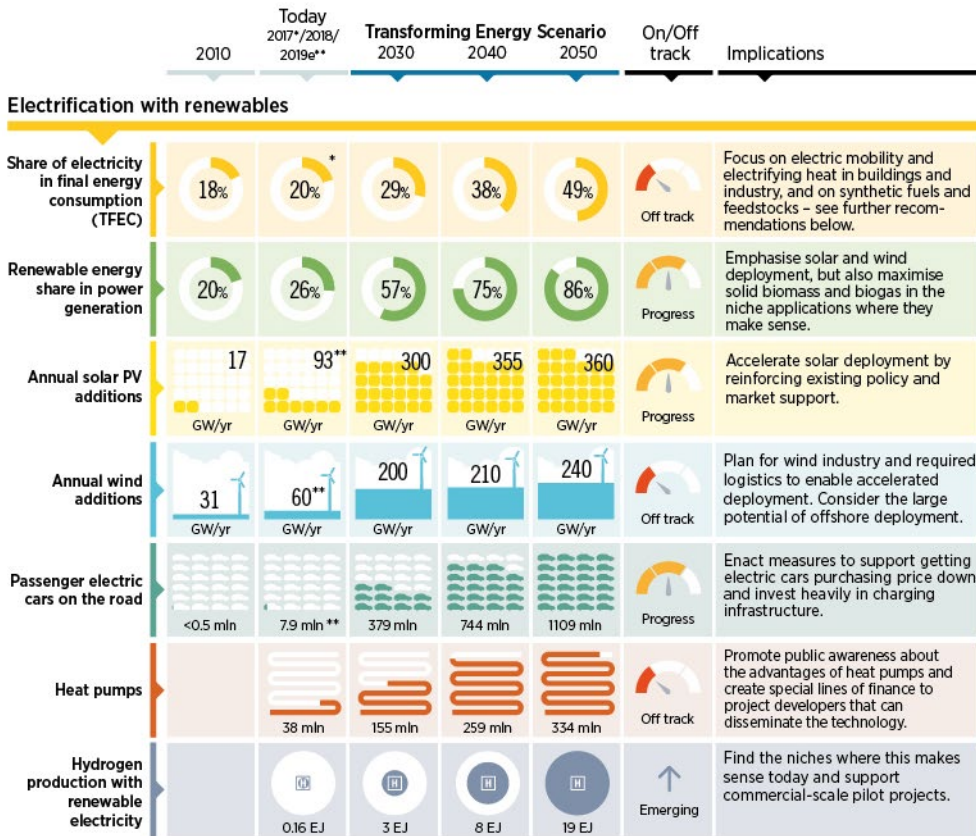 Today
2017*/2018/
2019e**
2010
Transforming Energy Scenario
2030 2040 2050
On/Off
track
Implications
Electrification with renewables
Share of electricity
in final energy
consumption
(TFEC)
18%
20%
*
29%
38%
49%
Off track
Focus on electric mobility and
electrifying heat in buildings and
industry, and on synthetic fuels and
feedstocks – see further recom-
mendations below.
Renewable energy
share in power
generation
20%
26%
57%
75%
86%
Progress
Emphasise solar and wind
deployment, but also maximise
solid biomass and biogas in the
niche applications where they
make sense.
Annual solar PV
additions
17
GW/yr
93**
GW/yr
300
GW/yr
355
GW/yr
360
GW/yr
Progress
Accelerate solar deployment by
reinforcing existing policy and
market support.
Annual wind
additions
31
GW/yr
60**
GW/yr
200
GW/yr
210
GW/yr
240
GW/yr
Off track
Plan for wind industry and required
logistics to enable accelerated
deployment. Consider the large
potential of offshore deployment.
Passenger electric
cars on the road
<0.5 mln
7.9 mln **
379 mln
744 mln
1109 mln
Progress
Enact measures to support getting
electric cars purchasing price down
and invest heavily in charging
infrastructure.
Heat pumps
38 mln
155 mln
259 mln
334 mln
Off track
Promote public awareness about
the advantages of heat pumps and
create special lines of finance to
project developers that can
disseminate the technology.
Hydrogen
production with
renewable
electricity
H
0.16 EJ
H
3 EJ
H
8 EJ
H
19 EJ
Emerging
Find the niches where this makes
sense today and support
commercial-scale pilot projects.